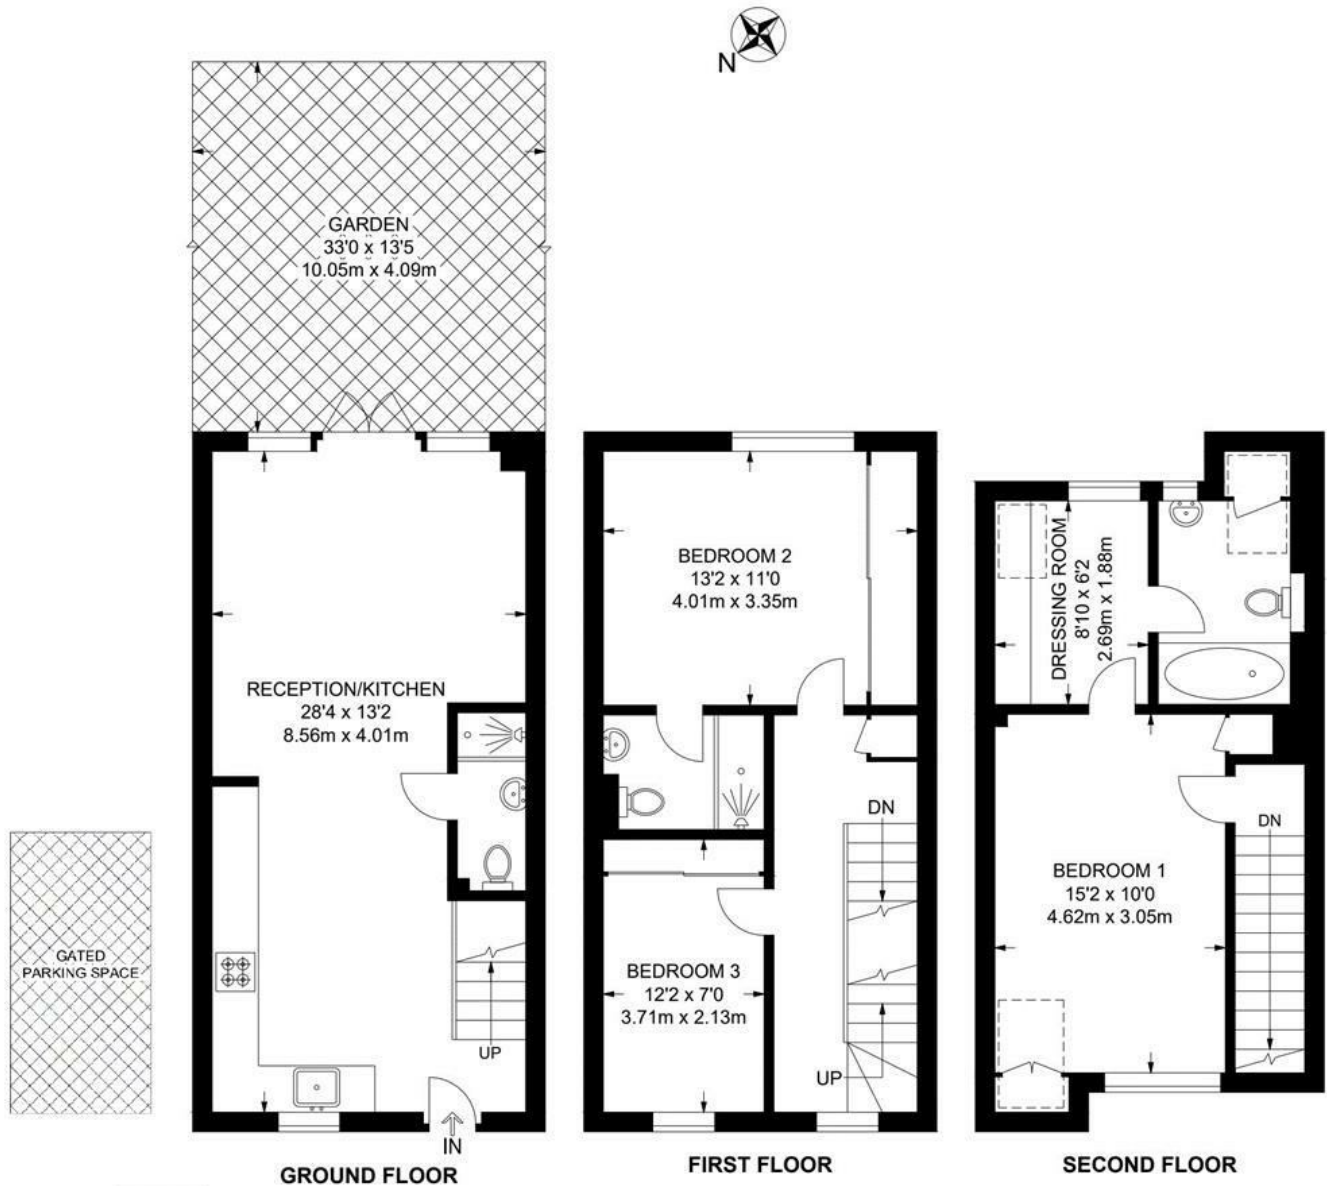 N
GARDEN
33'0 x 13'5
10.05m x 4.09m
RECEPTION/KITCHEN
28'4 x 13'2
8.56m x 4.01m
UP
IN
GATED
PARKING SPACE
GROUND FLOOR
BEDROOM 2
13'2 x 11'0
4.01m x 3.35m
DN
BEDROOM 3
12'2 x 7'0
3.71m x 2.13m
UP
FIRST FLOOR
DRESSING ROOM
8'10 x 6'2
2.69m x 1.88m
DN
BEDROOM 1
15'2 x 10'0
4.62m x 3.05m
SECOND FLOOR